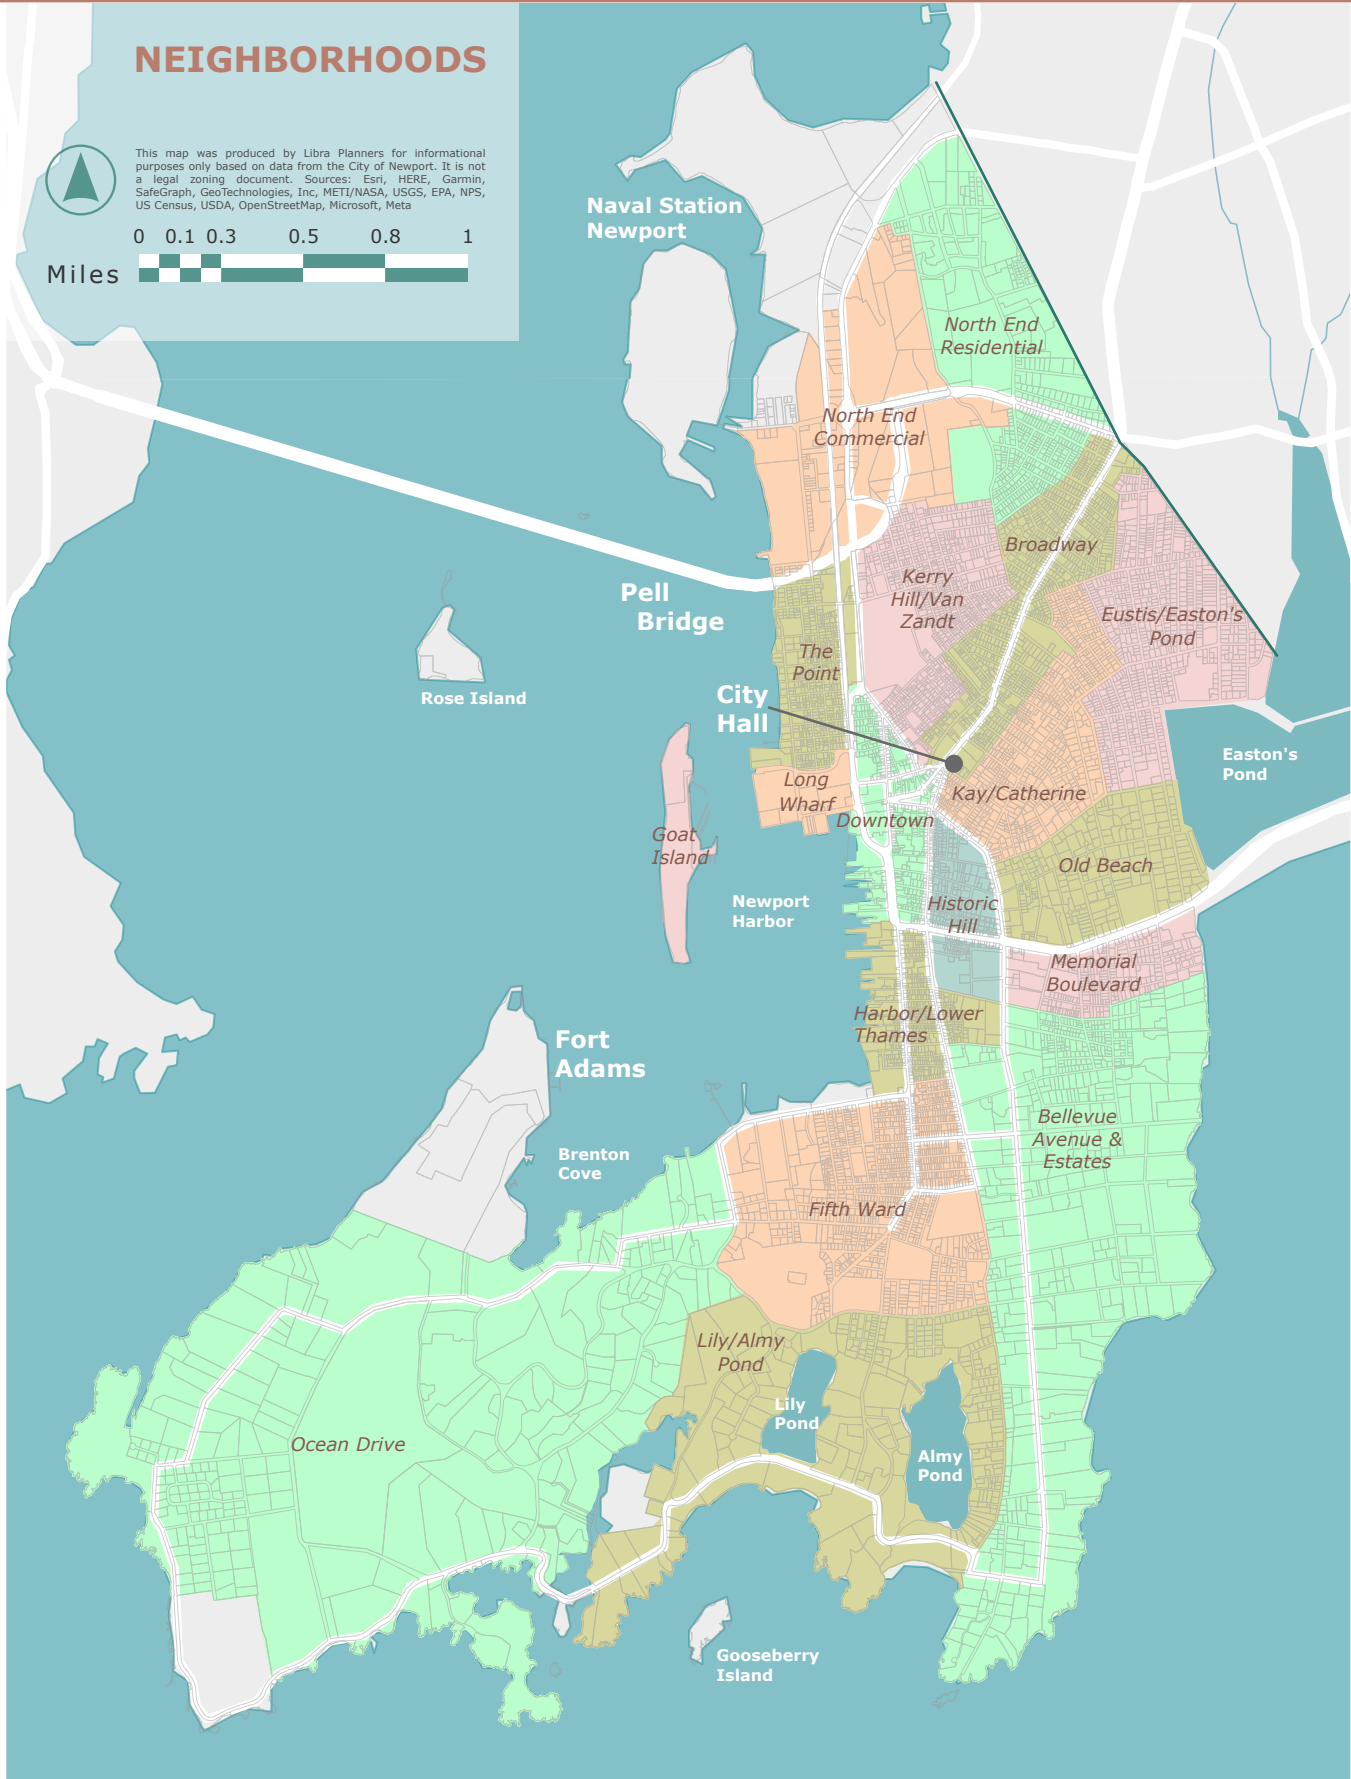 NEIGHBORHOODS
This map was produced by Libra Planners for informational
purposes only based on data from the City of Newport. It is not
a legal zoning document. Sources: Esri, HERE, Garmin,
SafeGraph, GeoTechnologies, Inc, METI/NASA, USGS, EPA, NPS,
US Census, USDA, OpenStreetMap, Microsoft, Meta
0 0.1 0.3 0.5 0.8 1
Miles
Naval Station
Newport
North End
Residential
North End
Commercial
Broadway
Kerry
Hill/Van
Zandt
Eustis/Easton's
Pond
Pell
Bridge
The
Point
Rose Island
City
Hall
Easton's
Pond
Long
Wharf
Kay/Catherine
Downtown
Goat
Island
Old Beach
Newport
Harbor
Historic
Hill
Memorial
Boulevard
Harbor/Lower
Thames
Fort
Adams
Bellevue
Avenue &
Estates
Brenton
Cove
Fifth Ward
Lily/Almy
Pond
Lily
Pond
Ocean Drive
Almy
Pond
Gooseberry
Island